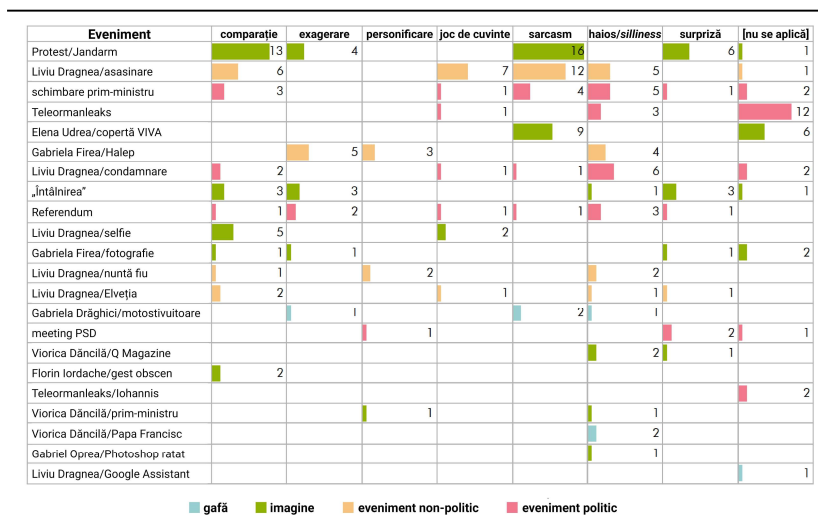 Eveniment comparație exagerare personificare joc de cuvinte sarcasm haios/silliness surpriză [nu se aplică]
Protest/Jandarm 13 4 16 6 1
Liviu Dragnea/asasinare 6 7 12 5 1
schimbare prim-ministru 3 1 4 5 1 2
Teleormanleaks 1 3 12
Elena Udrea/copertă VIVA 9 6
Gabriela Firea/Halep 5 3 4
Liviu Dragnea/condamnare 2 1 1 6 2
„Întâlnirea” 3 3 1 3 1
Referendum 1 2 1 1 3 1
Liviu Dragnea/selfie 5 2
Gabriela Firea/fotografie 1 1 1 2
Liviu Dragnea/nuntă fiu 1 2 2
Liviu Dragnea/Elveția 2 1 1 1
Gabriela Drăghici/motostivuitoare 1 2 1
meeting PSD 1 2 1
Viorica Dăncilă/Q Magazine 2 1
Florin Iordache/gest obscen 2
Teleormanleaks/Iohannis 2
Viorica Dăncilă/prim-ministru 1 1
Viorica Dăncilă/Papa Francisc 2
Gabriel Oprea/Photoshop ratat 1
Liviu Dragnea/Google Assistant 1
gafă imagine eveniment non-politic eveniment politic